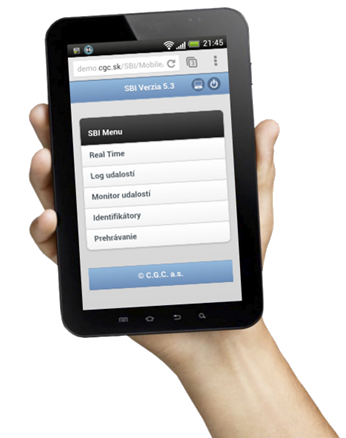 21:45
demo.cgc.sk/SBI/Mobile/
3
SBI Verzia 5.3
SBI Menu
Real Time
Log udalostí
Monitor udalostí
Identifikátory
Prehrávanie
© C.G.C. a.s.